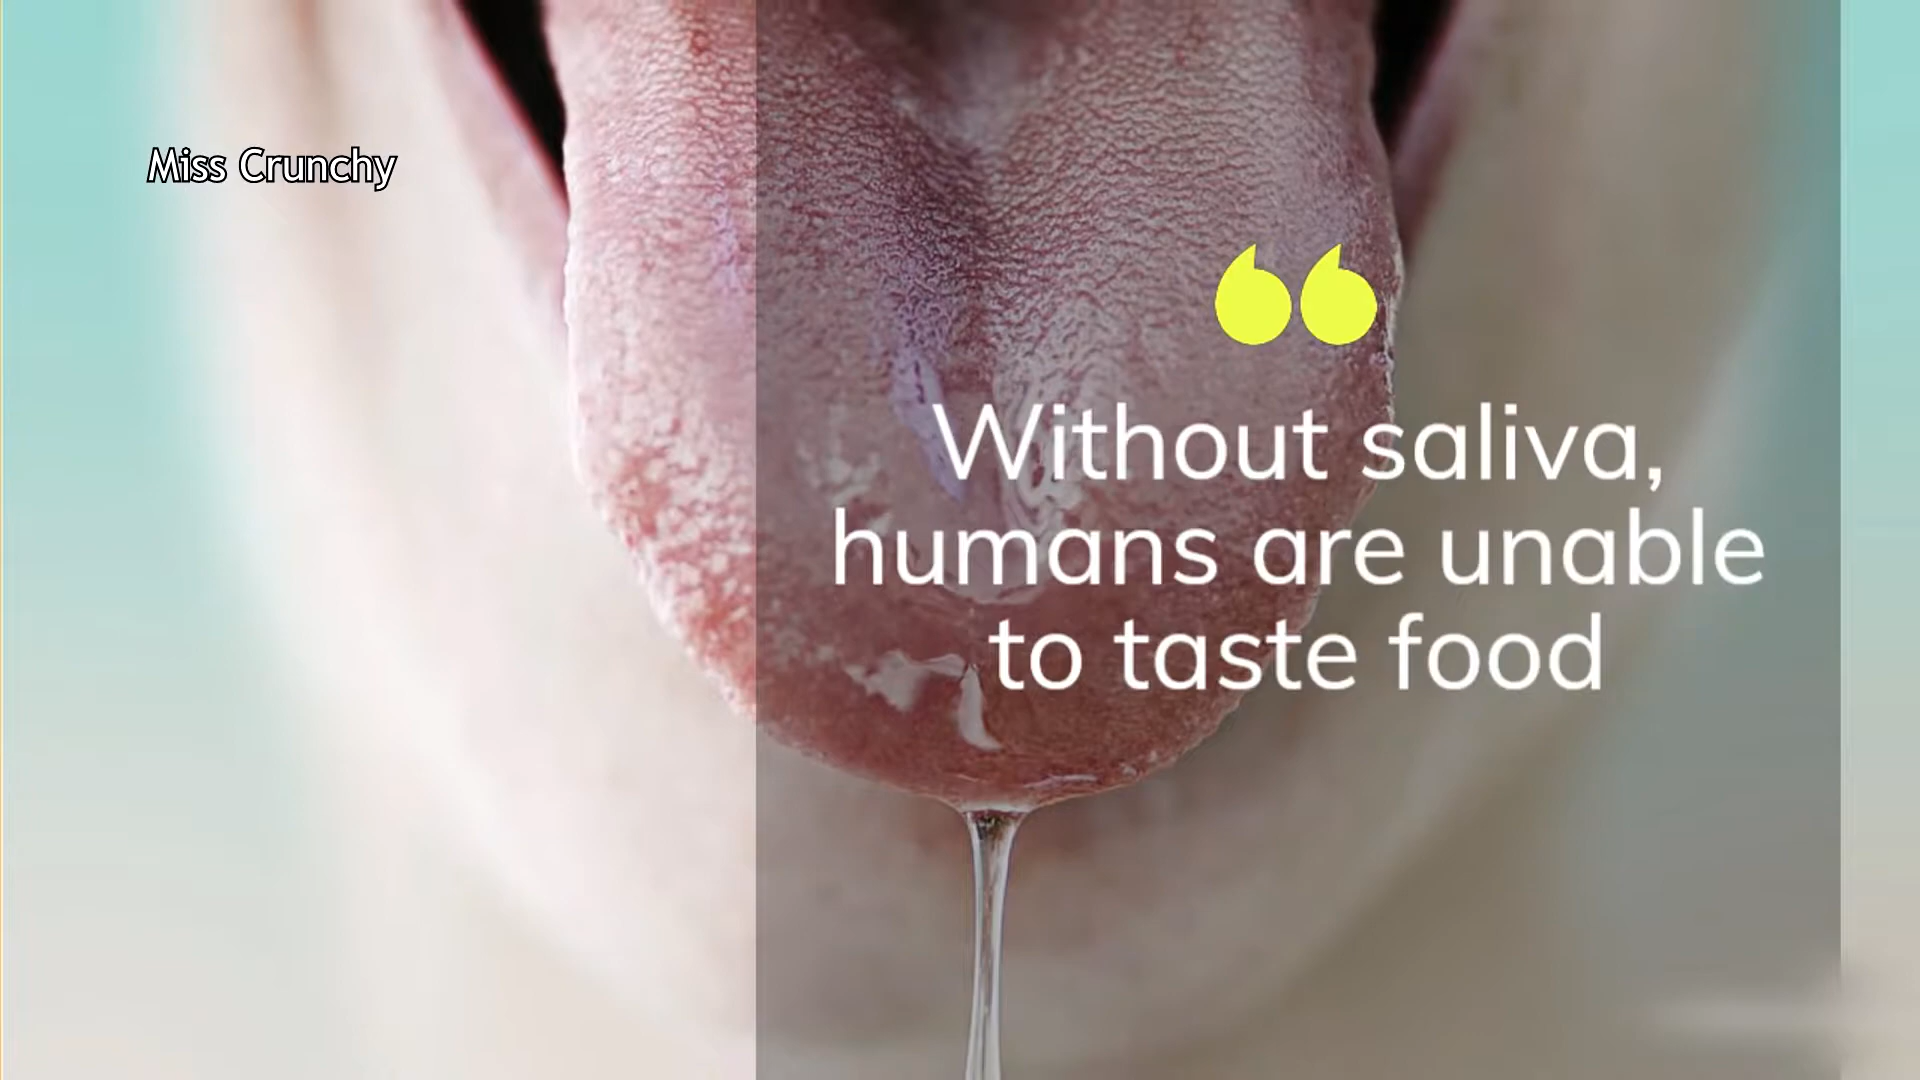 Miss Crunchy
“
Without saliva,
humans are unable
to taste food